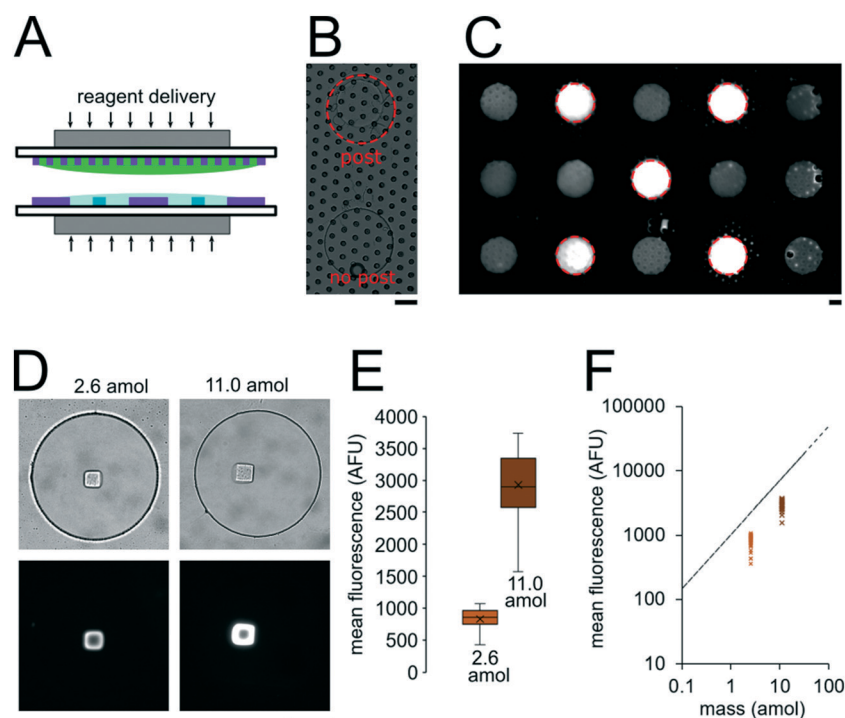 A
reagent delivery
B
post
no post
C
D
2.6 amol
11.0 amol
E
mean fluorescence (AFU)
4000
3500
3000
2500
2000
1500
1000
500
0
11.0
amol
2.6
amol
F
mean fluorescence (AFU)
100000
10000
1000
100
10
0.1
1
10
100
mass (amol)